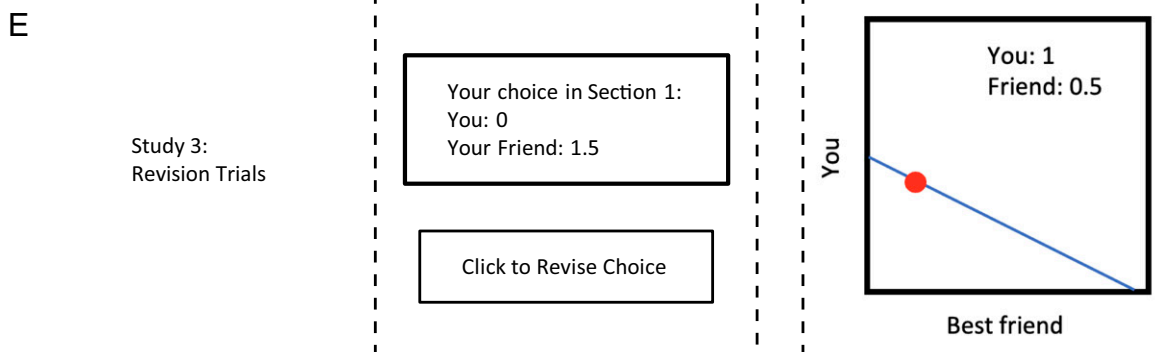 E
Study 3:
Revision Trials
Your choice in Section 1:
You: 0
Your Friend: 1.5
Click to Revise Choice
You: 1
Friend: 0.5
You
Best friend